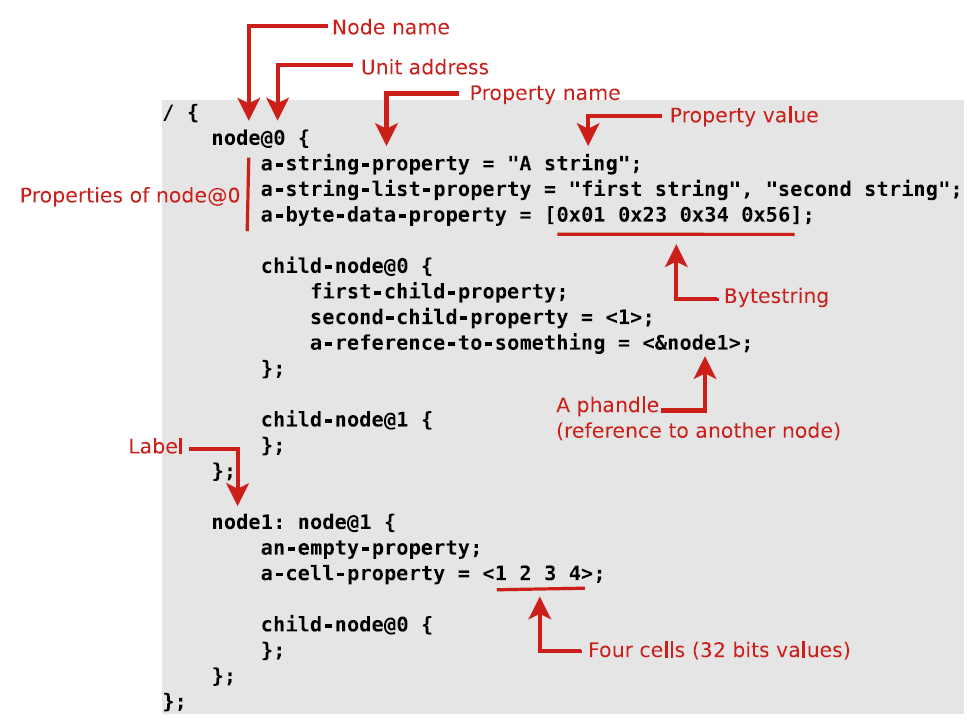 Node name
Unit address
Property name
Property value
/ {
node@0 {
a-string-property = "A string";
Properties of node@0
a-string-list-property = "first string", "second string";
a-byte-data-property = [0x01 0x23 0x34 0x56];
child-node@0 {
first-child-property;
Bytestring
second-child-property = <1>;
a-reference-to-something = <&node1>;
};
A phandle
(reference to another node)
child-node@1 {
Label
};
};
node1: node@1 {
an-empty-property;
a-cell-property = <1 2 3 4>;
child-node@0 {
};
Four cells (32 bits values)
};
};